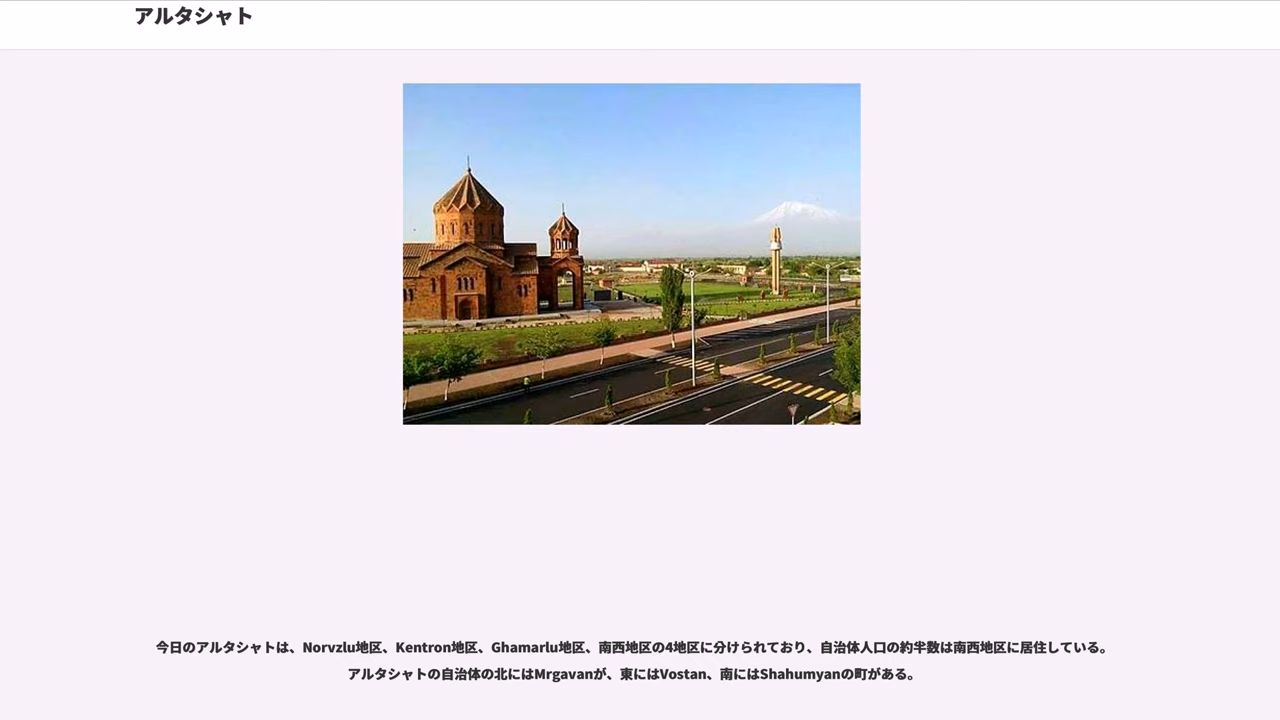 アルタシャト
今日のアルタシャトは、Norvzlu地区、Kentron地区、Ghamarlu地区、南西地区の4地区に分けられており、自治体人口の約半数は南西地区に居住している。
アルタシャトの自治体の北にはMrgavanが、東にはVostan、南にはShahumyanの町がある。